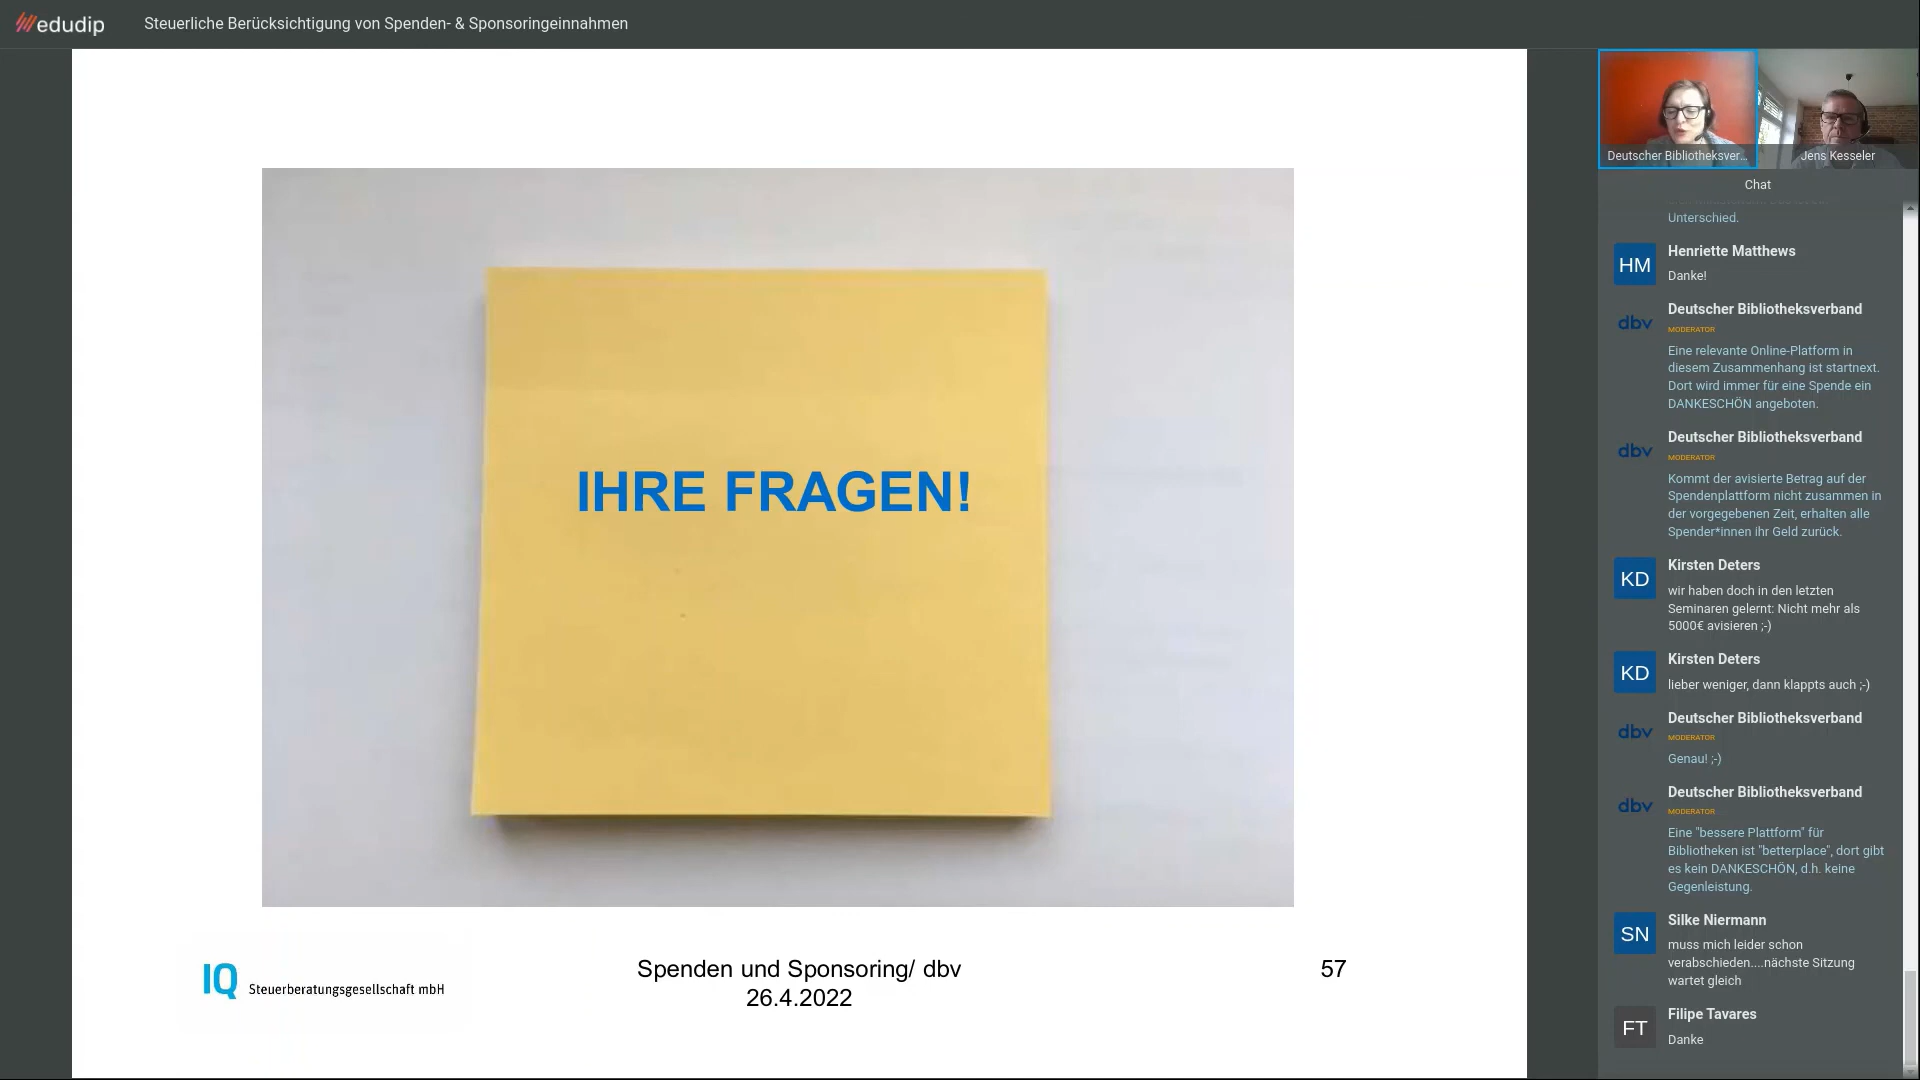 edudip
Steuerliche Berücksichtigung von Spenden- & Sponsoringeinnahmen
IHRE FRAGEN!
IQ Steuerberatungsgesellschaft mbH
Spenden und Sponsoring/ dbv
26.4.2022
57
Deutscher Bibliotheksver...
Jens Kesseler
Chat
Unterschied.
HM
Henriette Matthews
Danke!
dbv
Deutscher Bibliotheksverband
MODERATOR
Eine relevante Online-Platform in
diesem Zusammenhang ist startnext.
Dort wird immer für eine Spende ein
DANKESCHÖN angeboten.
dbv
Deutscher Bibliotheksverband
MODERATOR
Kommt der avisierte Betrag auf der
Spendenplattform nicht zusammen in
der vorgegebenen Zeit, erhalten alle
Spender*innen ihr Geld zurück.
KD
Kirsten Deters
wir haben doch in den letzten
Seminaren gelernt: Nicht mehr als
5000€ avisieren ;-)
KD
Kirsten Deters
lieber weniger, dann klappts auch ;-)
dbv
Deutscher Bibliotheksverband
MODERATOR
Genau! ;-)
dbv
Deutscher Bibliotheksverband
MODERATOR
Eine "bessere Plattform" für
Bibliotheken ist "betterplace", dort gibt
es kein DANKESCHÖN, d.h. keine
Gegenleistung.
SN
Silke Niermann
muss mich leider schon
verabschieden....nächste Sitzung
wartet gleich
FT
Filipe Tavares
Danke